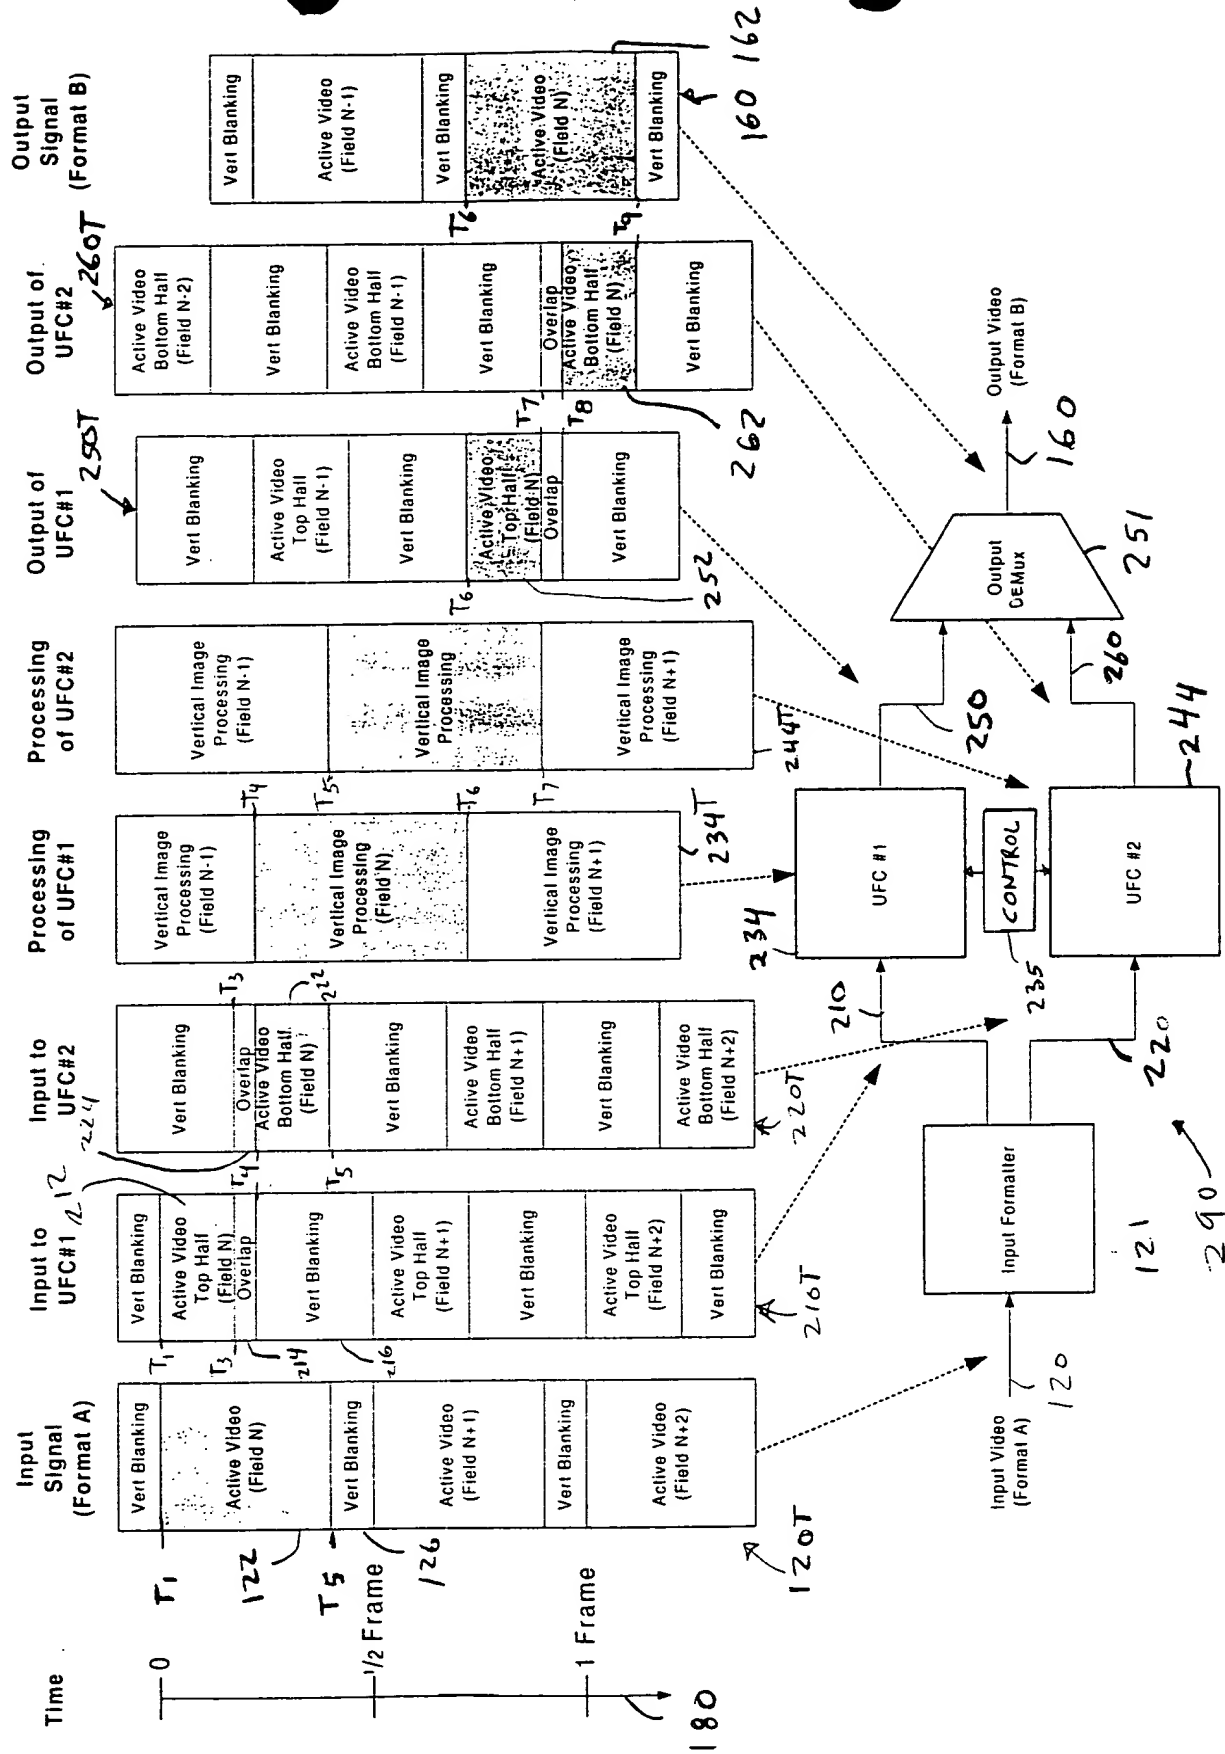 Time
0
1/2 Frame
1 Frame
180
Input
Signal
(Format A)
Vert Blanking
Active Video
(Field N)
Vert Blanking
Active Video
(Field N+1)
Vert Blanking
Active Video
(Field N+2)
T1
122
T5
126
120T
Input to
UFC#1
212
Vert Blanking
Active Video
Top Half
(Field N)
Overlap
Vert Blanking
Active Video
Top Half
(Field N+1)
Vert Blanking
Active Video
Top Half
(Field N+2)
Vert Blanking
T1
T3
214
216
210T
Input to
UFC#2
224
Vert Blanking
Overlap
Active Video
Bottom Half
(Field N)
Vert Blanking
Active Video
Bottom Half
(Field N+1)
Vert Blanking
Active Video
Bottom Half
(Field N+2)
T4
T5
T3
222
220T
Processing
of UFC#1
Vertical Image
Processing
(Field N-1)
Vertical Image
Processing
(Field N)
Vertical Image
Processing
(Field N+1)
T4
T5
T6
T7
234T
Processing
of UFC#2
Vertical Image
Processing
(Field N-1)
Vertical Image
Processing
Vertical Image
Processing
(Field N+1)
244T
Output of
UFC#1
250T
Vert Blanking
Active Video
Top Half
(Field N-1)
Vert Blanking
Active Video
Top Half
(Field N)
Overlap
Vert Blanking
T6
252
Output of
UFC#2
260T
Active Video
Bottom Half
(Field N-2)
Vert Blanking
Active Video
Bottom Half
(Field N-1)
Vert Blanking
Overlap
Active Video
Bottom Half
(Field N)
Vert Blanking
T7
T8
262
Output
Signal
(Format B)
Vert Blanking
Active Video
(Field N-1)
Vert Blanking
Active Video
(Field N)
Vert Blanking
T6
T9
160
162
Input Video
(Format A)
120
Input Formatter
121
290
210
220
234
UFC #1
CONTROL
235
UFC #2
244
250
260
Output
DEMux
251
160
Output Video
(Format B)